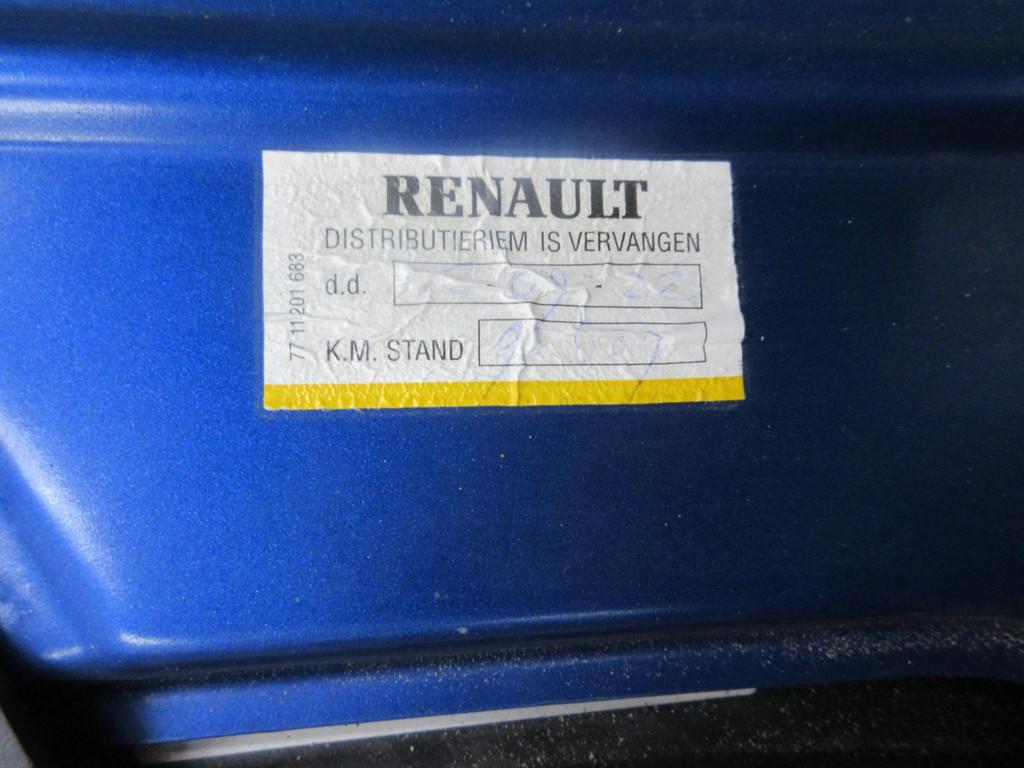 RENAULT
DISTRIBUTIERIEM IS VERVANGEN
d.d.
K.M. STAND
77 11 201 683